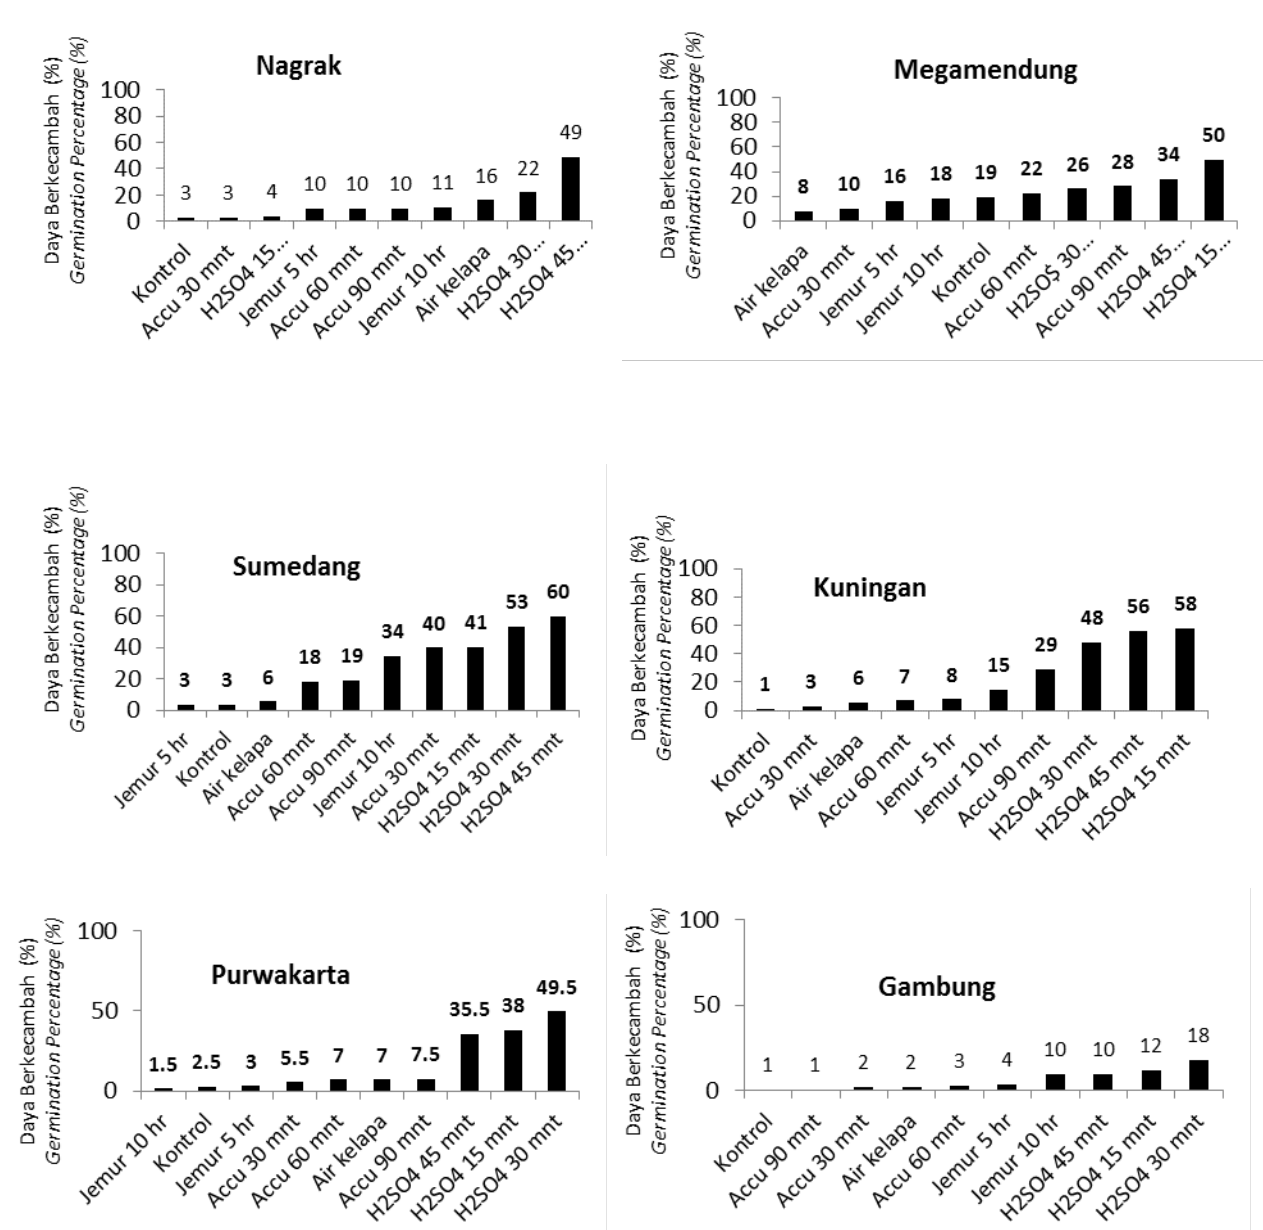 Nagrak
Daya Berkecambah (%)
Germination Percentage (%)
100
80
60
40
20
0
3
3
4
10
10
10
11
16
22
49
Kontrol
Accu 30 mnt
H2SO4 15...
Jemur 5 hr
Accu 60 mnt
Accu 90 mnt
Jemur 10 hr
Air kelapa
H2SO4 30...
H2SO4 45...
Megamendung
Daya Berkecambah (%)
Germination Percentage (%)
100
80
60
40
20
0
8
10
16
18
19
22
26
28
34
50
Air kelapa
Accu 30 mnt
Jemur 5 hr
Jemur 10 hr
Kontrol
Accu 60 mnt
H2SO$ 30...
Accu 90 mnt
H2SO4 45...
H2SO4 15...
Sumedang
Daya Berkecambah (%)
Germination Percentage (%)
100
80
60
40
20
0
3
3
6
18
19
34
40
41
53
60
Jemur 5 hr
Kontrol
Air kelapa
Accu 60 mnt
Accu 90 mnt
Jemur 10 hr
Accu 30 mnt
H2SO4 15 mnt
H2SO4 30 mnt
H2SO4 45 mnt
Kuningan
Daya Berkecambah (%)
Germination Percentage (%)
100
80
60
40
20
0
1
3
6
7
8
15
29
48
56
58
Kontrol
Accu 30 mnt
Air kelapa
Accu 60 mnt
Jemur 5 hr
Jemur 10 hr
Accu 90 mnt
H2SO4 30 mnt
H2SO4 45 mnt
H2SO4 15 mnt
Purwakarta
Daya Berkecambah (%)
Germination Percentage (%)
100
50
0
1.5
2.5
3
5.5
7
7
7.5
35.5
38
49.5
Jemur 10 hr
Kontrol
Jemur 5 hr
Accu 30 mnt
Accu 60 mnt
Air kelapa
Accu 90 mnt
H2SO4 45 mnt
H2SO4 15 mnt
H2SO4 30 mnt
Gambung
Daya Berkecambah (%)
Germination Percentage (%)
100
50
0
1
1
2
2
3
4
10
10
12
18
Kontrol
Accu 90 mnt
Accu 30 mnt
Air kelapa
Accu 60 mnt
Jemur 5 hr
Jemur 10 hr
H2SO4 45 mnt
H2SO4 15 mnt
H2SO4 30 mnt